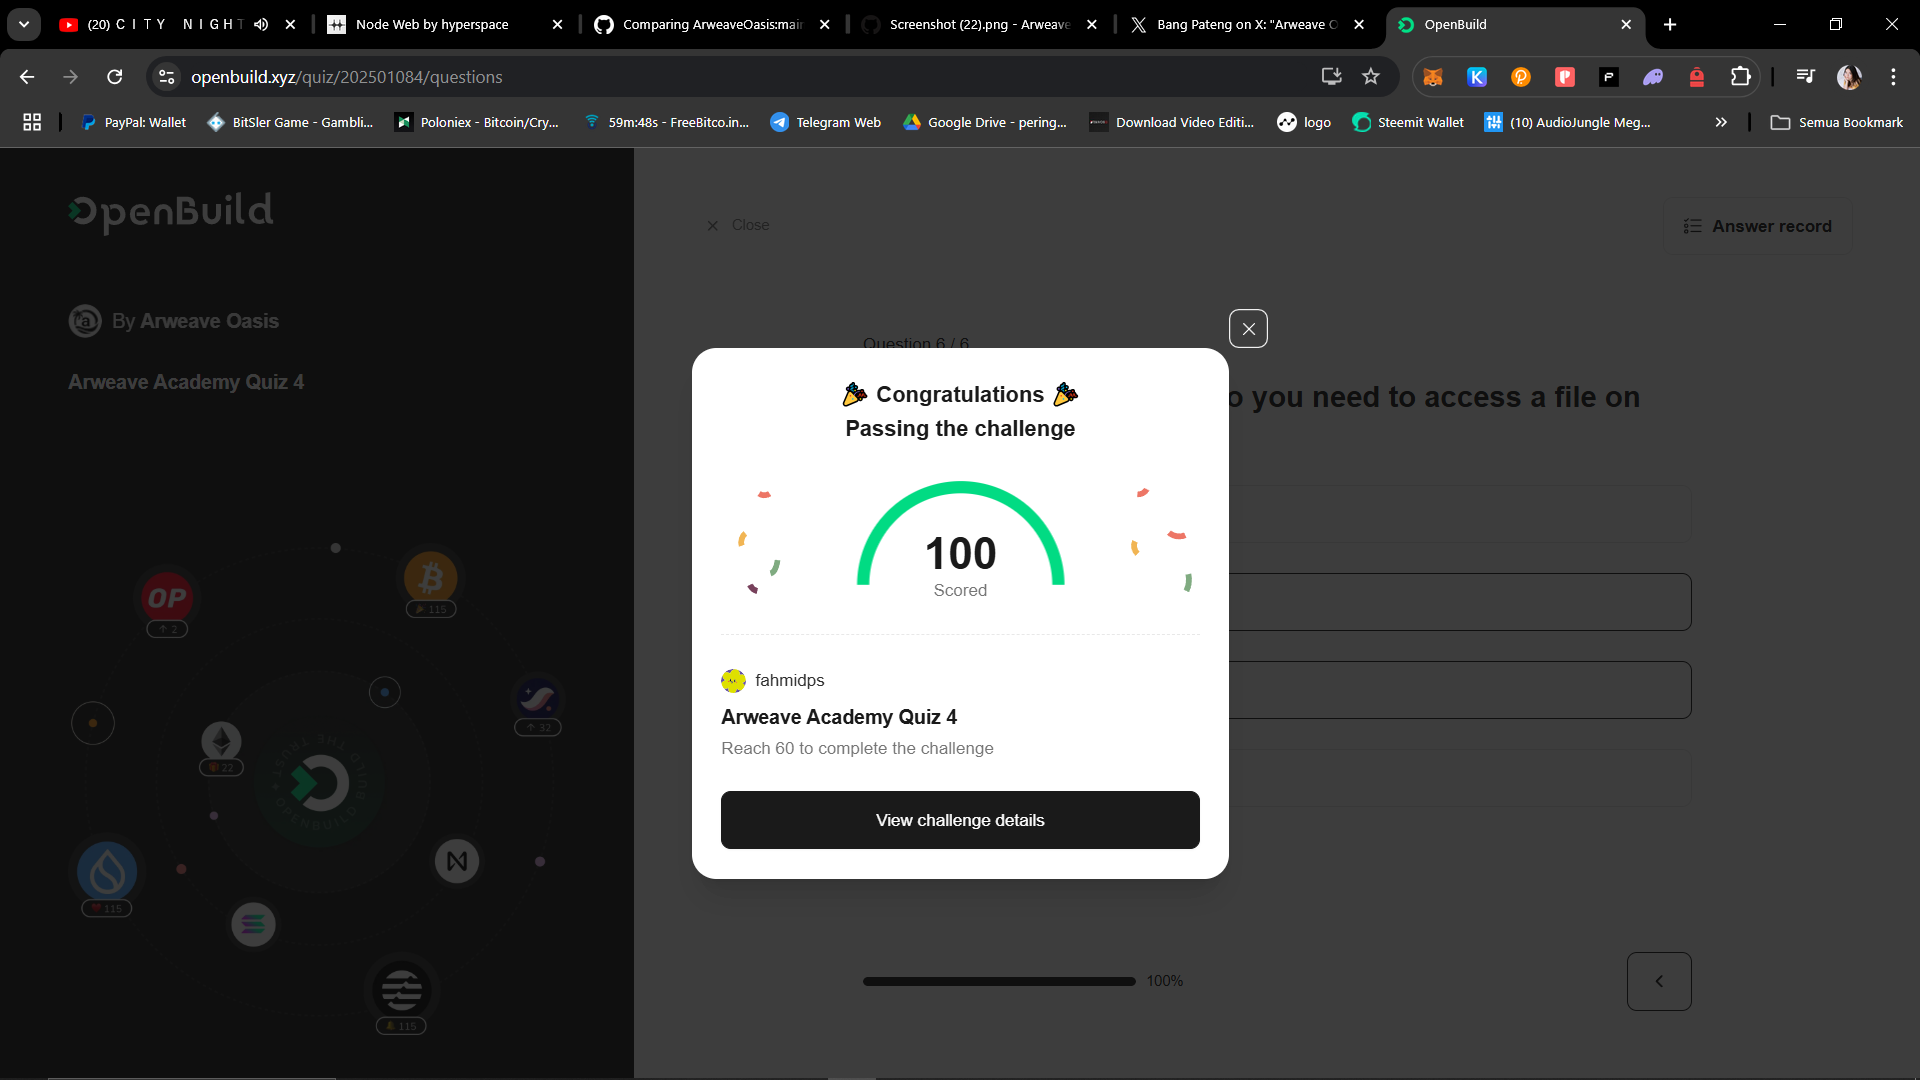 (20) C I T Y N I G H T
Node Web by hyperspace
Comparing ArweaveOasis:mair
Screenshot (22).png - Arweave
Bang Pateng on X: "Arweave O
OpenBuild
openbuild.xyz/quiz/202501084/questions
PayPal: Wallet
BitSler Game - Gambli...
Poloniex - Bitcoin/Cry...
59m:48s - FreeBitco.in...
Telegram Web
Google Drive - pering...
Download Video Editi...
logo
Steemit Wallet
(10) AudioJungle Meg...
Semua Bookmark
OpenBuild
Close
Answer record
By Arweave Oasis
Arweave Academy Quiz 4
Question 6 / 6
o you need to access a file on
Congratulations
Passing the challenge
100
Scored
fahmidps
Arweave Academy Quiz 4
Reach 60 to complete the challenge
View challenge details
OP
2
115
32
22
115
115
100%